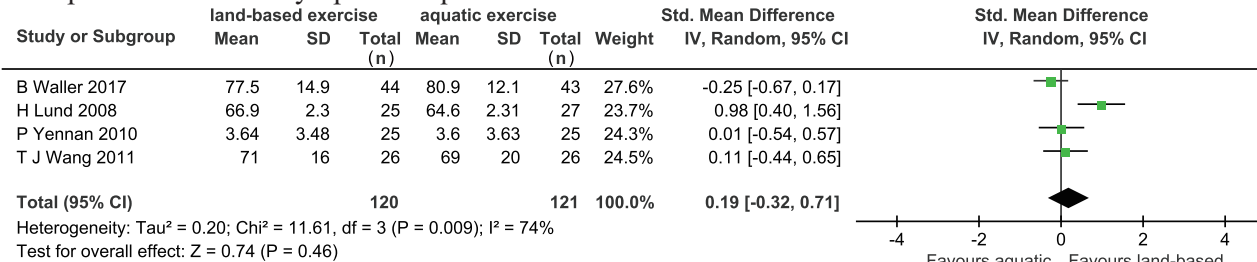 land-based exercise aquatic exercise Std. Mean Difference Std. Mean Difference
Study or Subgroup Mean SD Total Mean SD Total Weight IV, Random, 95% CI IV, Random, 95% CI
(n) (n)
B Waller 2017 77.5 14.9 44 80.9 12.1 43 27.6% -0.25 [-0.67, 0.17]
H Lund 2008 66.9 2.3 25 64.6 2.31 27 23.7% 0.98 [0.40, 1.56]
P Yennan 2010 3.64 3.48 25 3.6 3.63 25 24.3% 0.01 [-0.54, 0.57]
T J Wang 2011 71 16 26 69 20 26 24.5% 0.11 [-0.44, 0.65]
Total (95% CI) 120 121 100.0% 0.19 [-0.32, 0.71]
Heterogeneity: Tau² = 0.20; Chi² = 11.61, df = 3 (P = 0.009); I² = 74%
-4 -2 0 2 4
Test for overall effect: Z = 0.74 (P = 0.46)
Favours aquatic Favours land-based